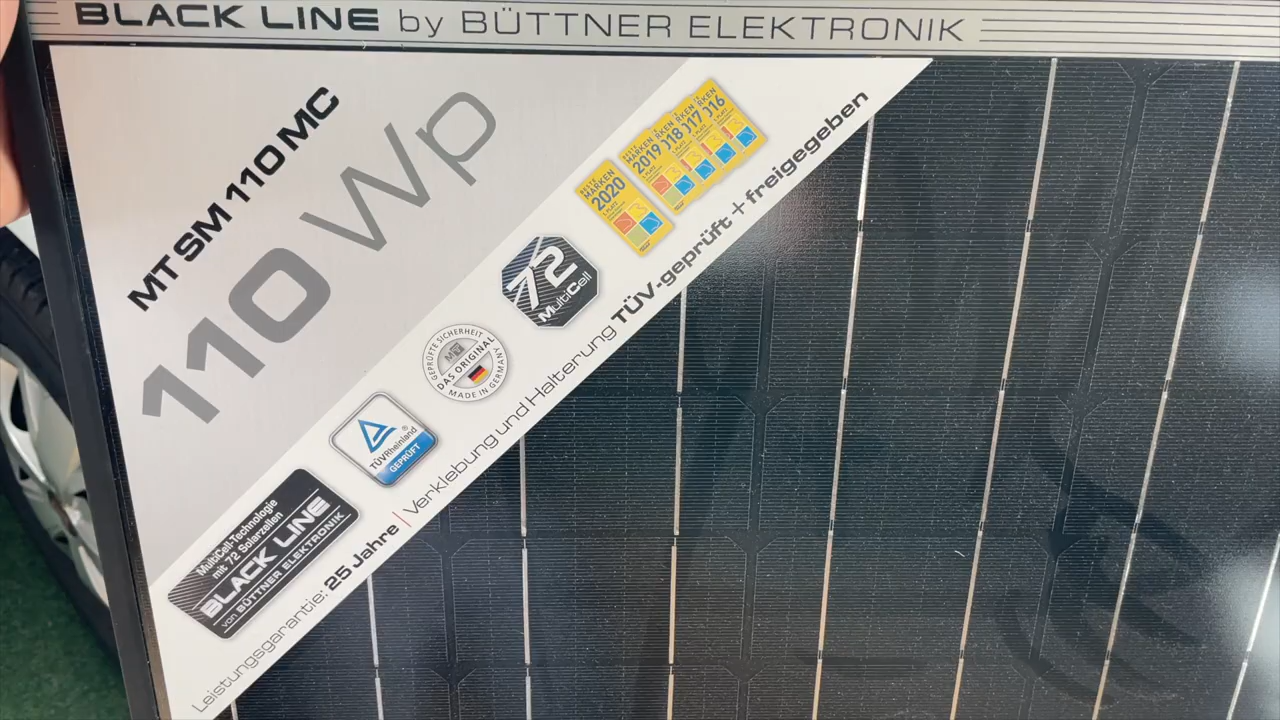 BLACK LINE by BÜTTNER ELEKTRONIK
MT SM 110 MC
110 Wp
BESTE
MARKEN
2020
2019
72
MultiCell
GEPRÜFTE SICHERHEIT
MT
DAS ORIGINAL
MADE IN GERMANY
TÜVRheinland®
GEPRÜFT
MultiCell-Technologie
mit 72 Solarzellen
BLACK LINE
von BÜTTNER ELEKTRONIK
Leistungsgarantie: 25 Jahre | Verklebung und Halterung TÜV-geprüft + freigegeben